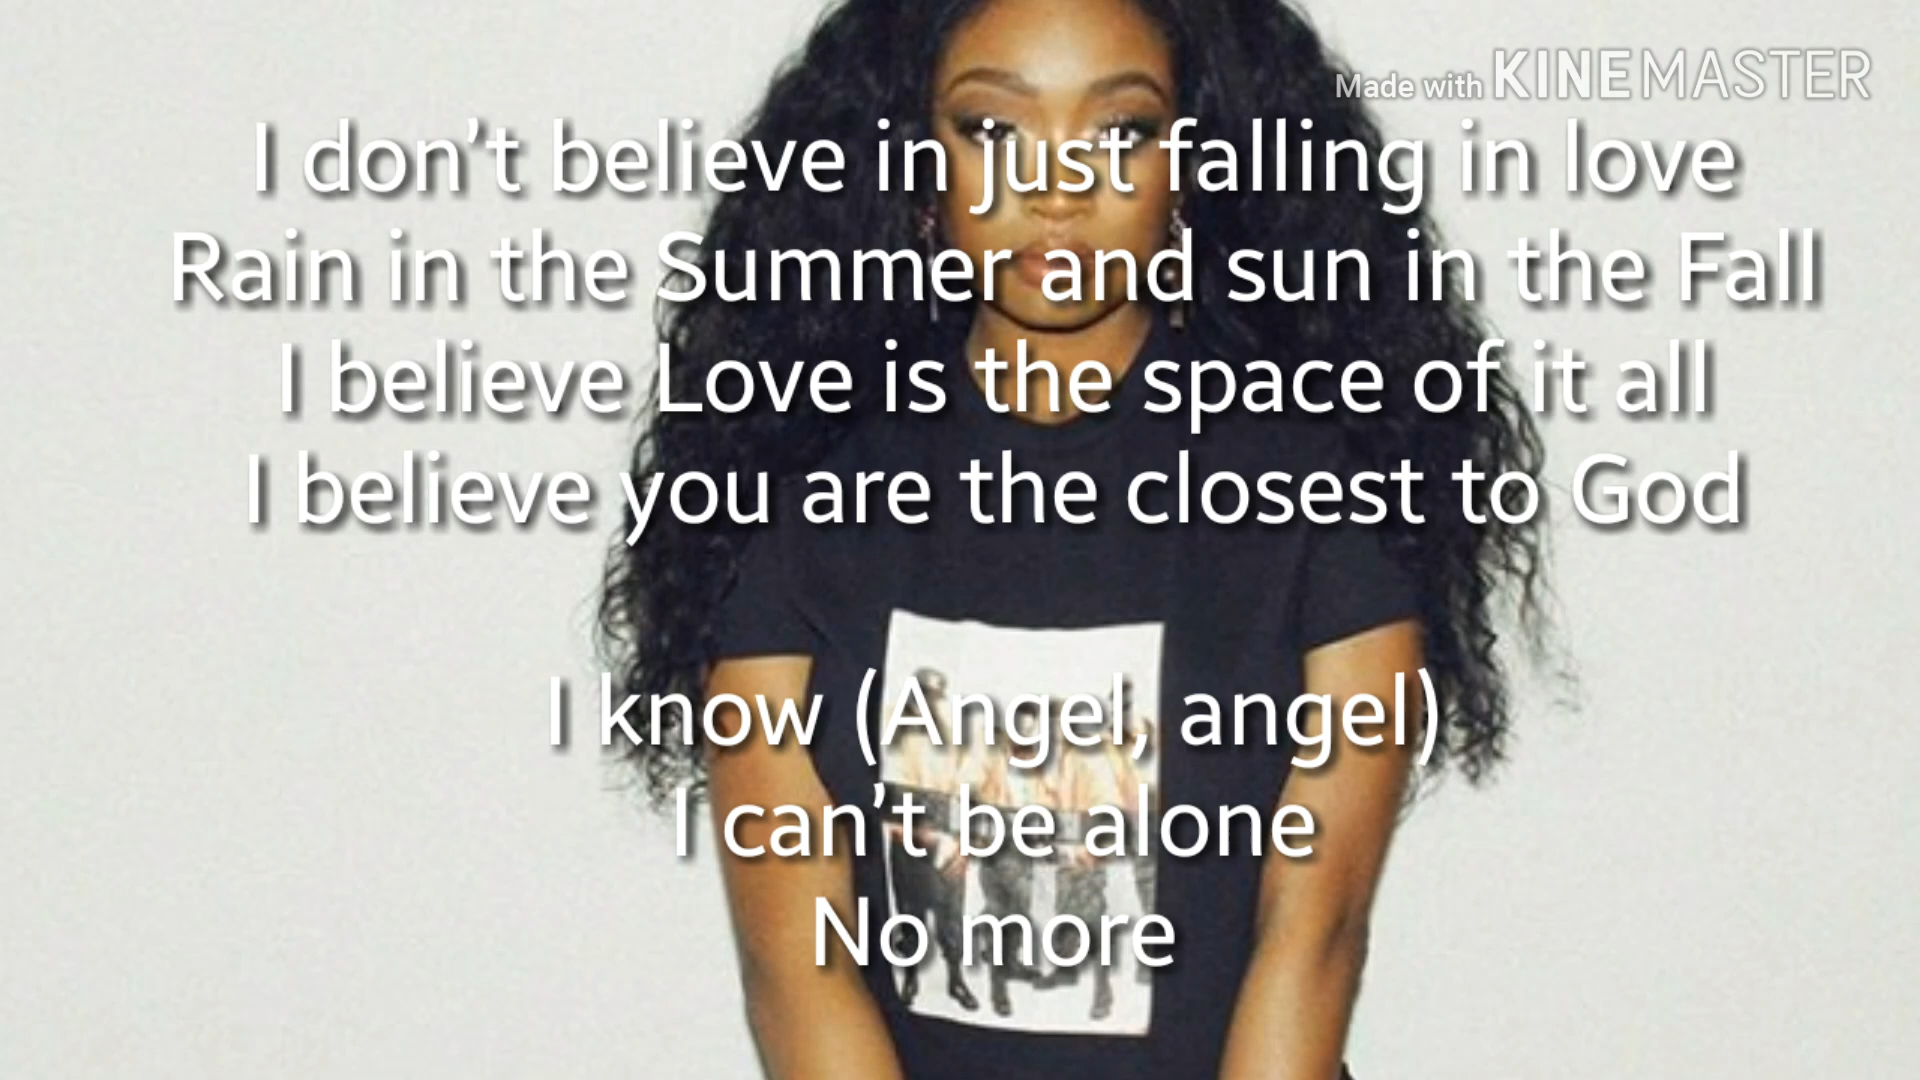 Made with KINEMASTER
I don't believe in just falling in love
Rain in the Summer and sun in the Fall
I believe Love is the space of it all
I believe you are the closest to God
I know (Angel, angel)
I can't be alone
No more